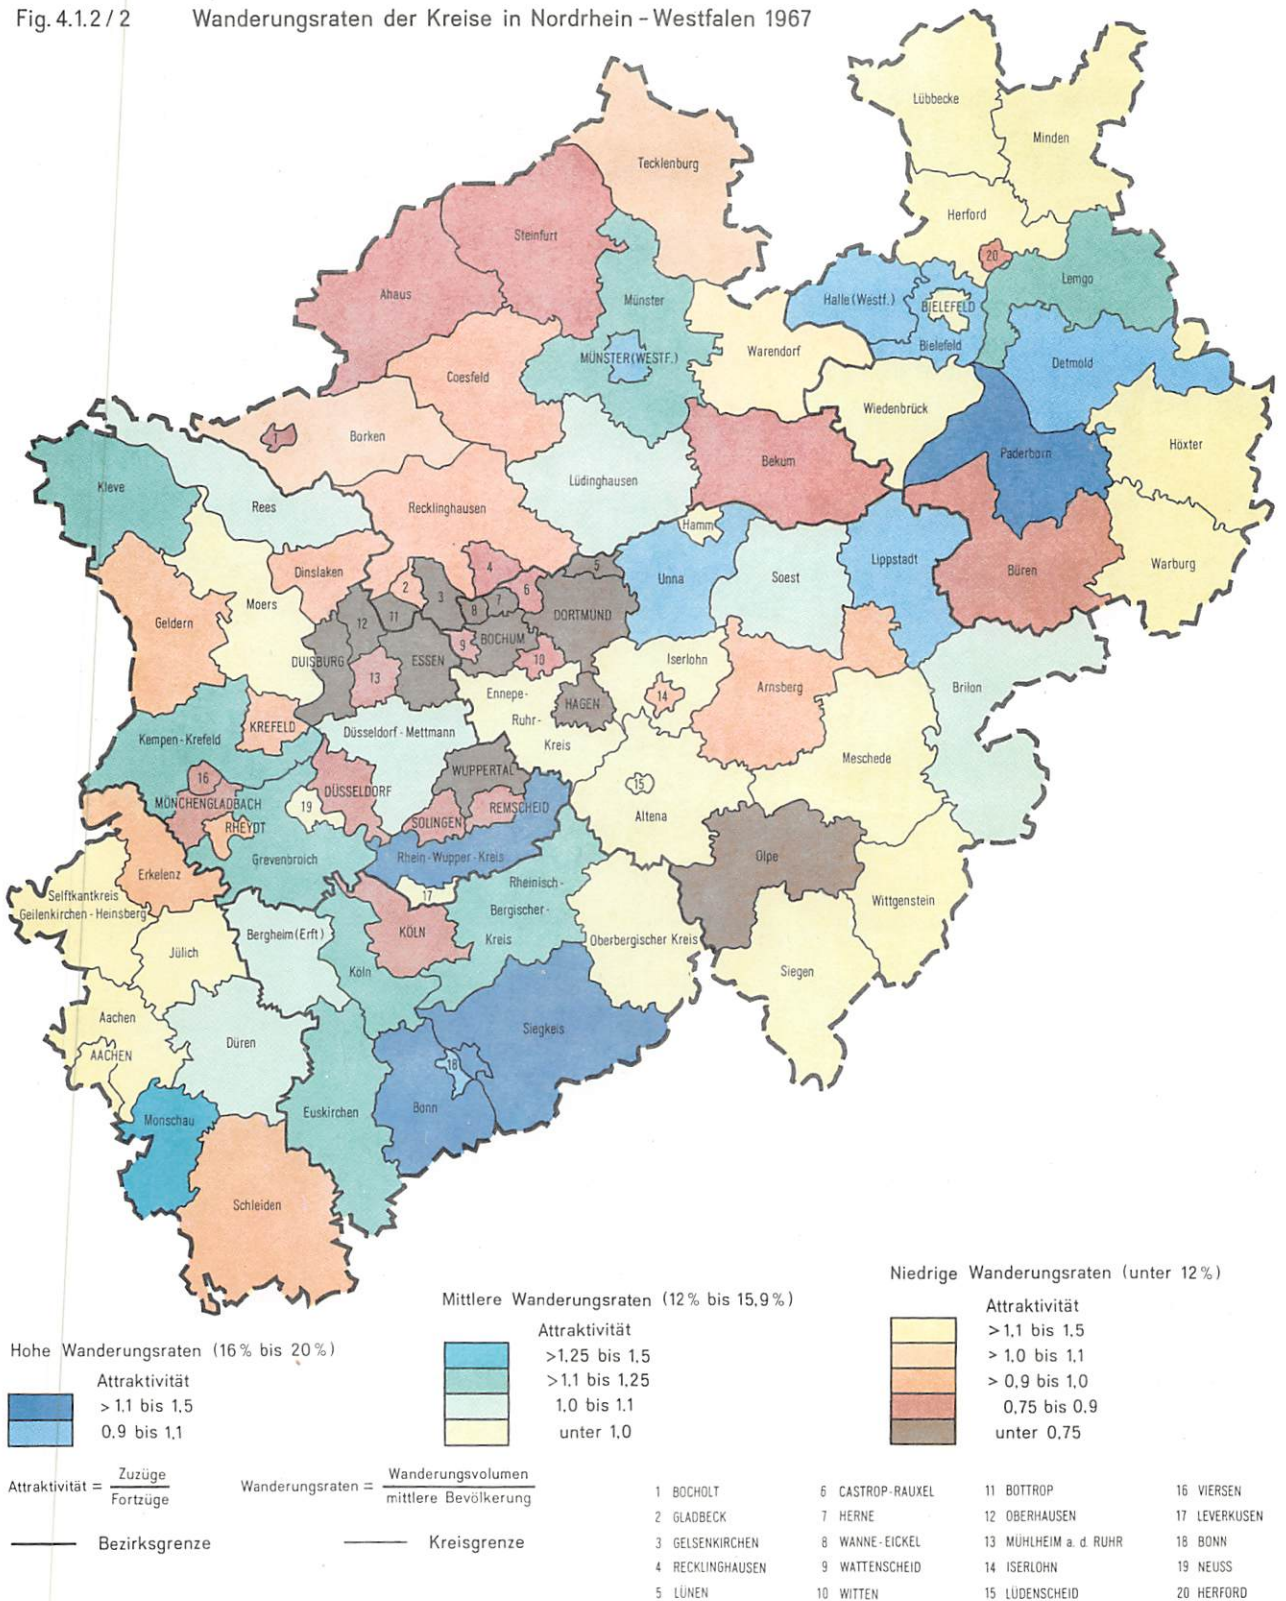 Fig. 4.1.2 / 2 Wanderungsraten der Kreise in Nordrhein - Westfalen 1967
Lübbecke
Minden
Tecklenburg
Herford
Steinfurt
20
Lemgo
Ahaus
Münster
Halle (Westf.)
BIELEFELD
Bielefeld
MÜNSTER (WESTF.)
Warendorf
Detmold
Coesfeld
Wiedenbrück
Borken
1
Höxter
Paderborn
Bekum
Kleve
Lüdinghausen
Rees
Recklinghausen
Hamm
Dinslaken
4
5
Unna
Soest
Lippstadt
Büren
Warburg
Moers
2
3
6
7
8
Geldern
12
11
DORTMUND
BOCHUM
9
10
DUISBURG
ESSEN
13
Iserlohn
14
Arnsberg
Brilon
Ennepe-
Ruhr-
Kreis
HAGEN
KREFELD
Düsseldorf - Mettmann
Kempen - Krefeld
Meschede
WUPPERTAL
16
15
DÜSSELDORF
MÖNCHENGLADBACH
19
REMSCHEID
SOLINGEN
Altena
RHEYDT
Grevenbroich
Rhein - Wupper - Kreis
Olpe
Erkelenz
Selftkantkreis
Geilenkirchen - Heinsberg
17
Rheinisch-
Bergischer-
Kreis
Wittgenstein
Bergheim (Erft)
KÖLN
Oberbergischer Kreis
Jülich
Köln
Siegen
Aachen
AACHEN
Düren
Siegkeis
18
Bonn
Euskirchen
Monschau
Schleiden
Hohe Wanderungsraten (16 % bis 20 %)
Attraktivität
> 1.1 bis 1,5
0,9 bis 1,1
Mittlere Wanderungsraten (12 % bis 15,9 %)
Attraktivität
>1.25 bis 1,5
>1.1 bis 1.25
1.0 bis 1.1
unter 1,0
Niedrige Wanderungsraten (unter 12 %)
Attraktivität
>1,1 bis 1,5
> 1.0 bis 1,1
> 0,9 bis 1,0
0,75 bis 0,9
unter 0,75
Attraktivität = Zuzüge
Fortzüge
Wanderungsraten = Wanderungsvolumen
mittlere Bevölkerung
Bezirksgrenze
Kreisgrenze
1 BOCHOLT
2 GLADBECK
3 GELSENKIRCHEN
4 RECKLINGHAUSEN
5 LÜNEN
6 CASTROP-RAUXEL
7 HERNE
8 WANNE-EICKEL
9 WATTENSCHEID
10 WITTEN
11 BOTTROP
12 OBERHAUSEN
13 MÜHLHEIM a. d. RUHR
14 ISERLOHN
15 LÜDENSCHEID
16 VIERSEN
17 LEVERKUSEN
18 BONN
19 NEUSS
20 HERFORD